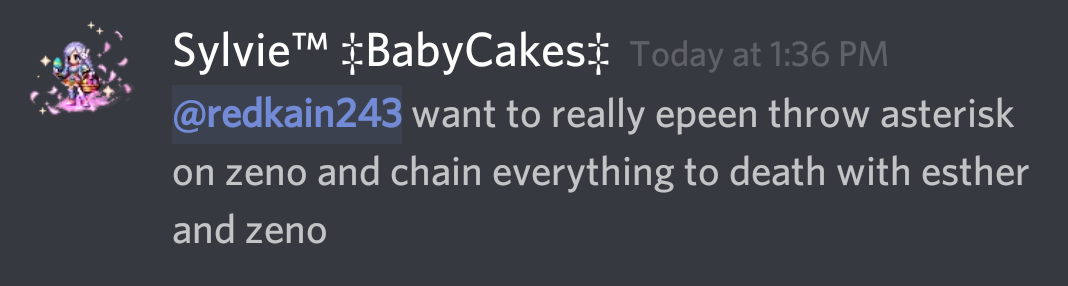 Sylvie™ ‡BabyCakes‡ Today at 1:36 PM
@redkain243 want to really epeen throw asterisk
on zeno and chain everything to death with esther
and zeno